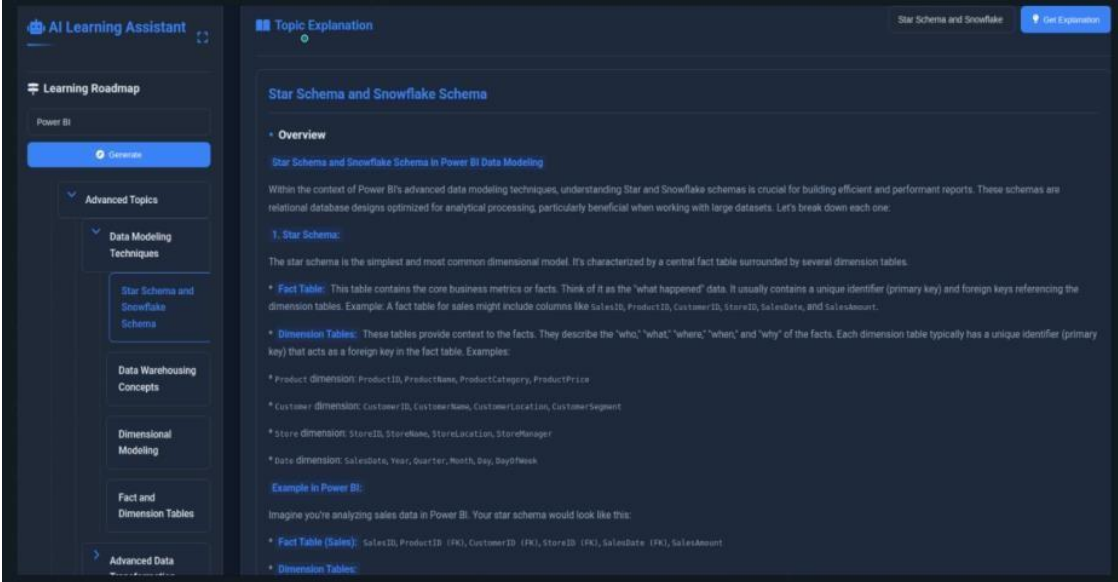 AI Learning Assistant
Learning Roadmap
Power BI
Generate
Advanced Topics
Data Modeling
Techniques
Star Schema and
Snowflake
Schema
Data Warehousing
Concepts
Dimensional
Modeling
Fact and
Dimension Tables
Advanced Data
Topic Explanation
Star Schema and Snowflake
Get Explanation
Star Schema and Snowflake Schema
• Overview
Star Schema and Snowflake Schema in Power BI Data Modeling
Within the context of Power BI's advanced data modeling techniques, understanding Star and Snowflake schemas is crucial for building efficient and performant reports. These schemas are
relational database designs optimized for analytical processing, particularly beneficial when working with large datasets. Let's break down each one:
1. Star Schema:
The star schema is the simplest and most common dimensional model. It's characterized by a central fact table surrounded by several dimension tables.
* Fact Table: This table contains the core business metrics or facts. Think of it as the "what happened" data. It usually contains a unique identifier (primary key) and foreign keys referencing the
dimension tables. Example: A fact table for sales might include columns like SalesID, ProductID, CustomerID, StoreID, SalesDate, and SalesAmount.
* Dimension Tables: These tables provide context to the facts. They describe the "who," "what," "where," "when," and "why" of the facts. Each dimension table typically has a unique identifier (primary
key) that acts as a foreign key in the fact table. Examples:
* Product dimension: ProductID, ProductName, ProductCategory, ProductPrice
* Customer dimension: CustomerID, CustomerName, CustomerLocation, CustomerSegment
* Store dimension: StoreID, StoreName, StoreLocation, StoreManager
* Date dimension: SalesDate, Year, Quarter, Month, Day, DayOfWeek
Example in Power BI:
Imagine you're analyzing sales data in Power BI. Your star schema would look like this:
* Fact Table (Sales): SalesID, ProductID (FK), CustomerID (FK), StoreID (FK), SalesDate (FK), SalesAmount
* Dimension Tables: